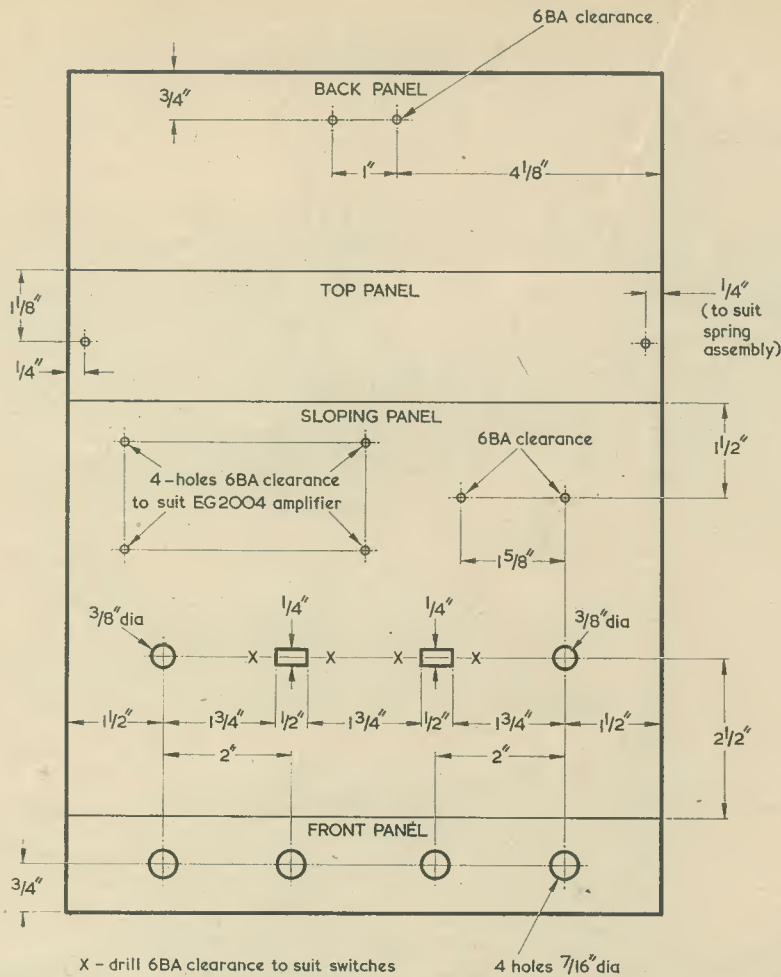 6BA clearance.
BACK PANEL
3/4"
1"
4 1/8"
TOP PANEL
1 1/8"
1/4"
1/4"
(to suit
spring
assembly)
SLOPING PANEL
4-holes 6BA clearance
to suit EG2004 amplifier
6BA clearance
1 1/2"
1 5/8"
3/8" dia
1/4"
1/4"
3/8" dia
X X X X
1 1/2" 1 3/4" 1/2" 1 3/4" 1/2" 1 3/4" 1 1/2"
2 1/2"
2" 2"
FRONT PANEL
3/4"
X - drill 6BA clearance to suit switches
4 holes 7/16" dia